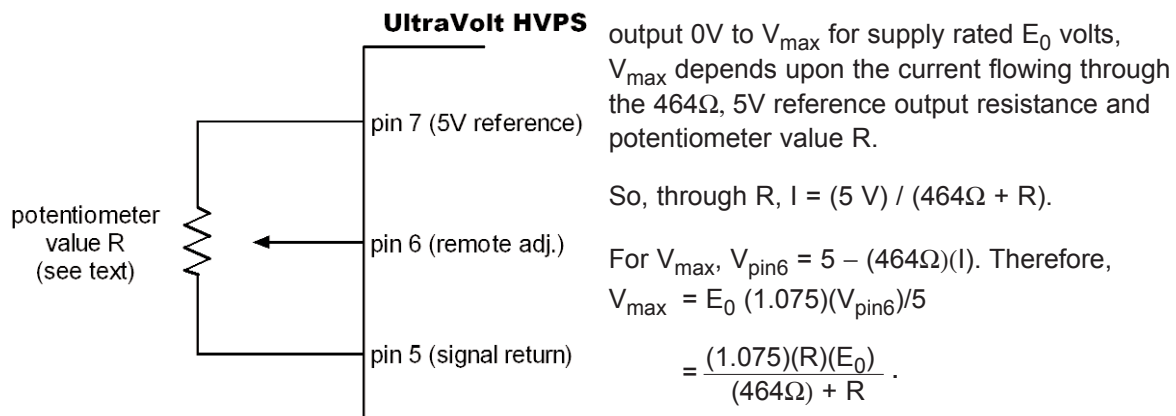 UltraVolt HVPS
pin 7 (5V reference)
potentiometer
value R
(see text)
pin 6 (remote adj.)
pin 5 (signal return)
output 0V to Vmax for supply rated E0 volts,
Vmax depends upon the current flowing through
the 464Ω, 5V reference output resistance and
potentiometer value R.
So, through R, I = (5 V) / (464Ω + R).
For Vmax, Vpin6 = 5 – (464Ω)(I). Therefore,
Vmax = E0 (1.075)(Vpin6)/5
= (1.075)(R)(E0)
(464Ω) + R .